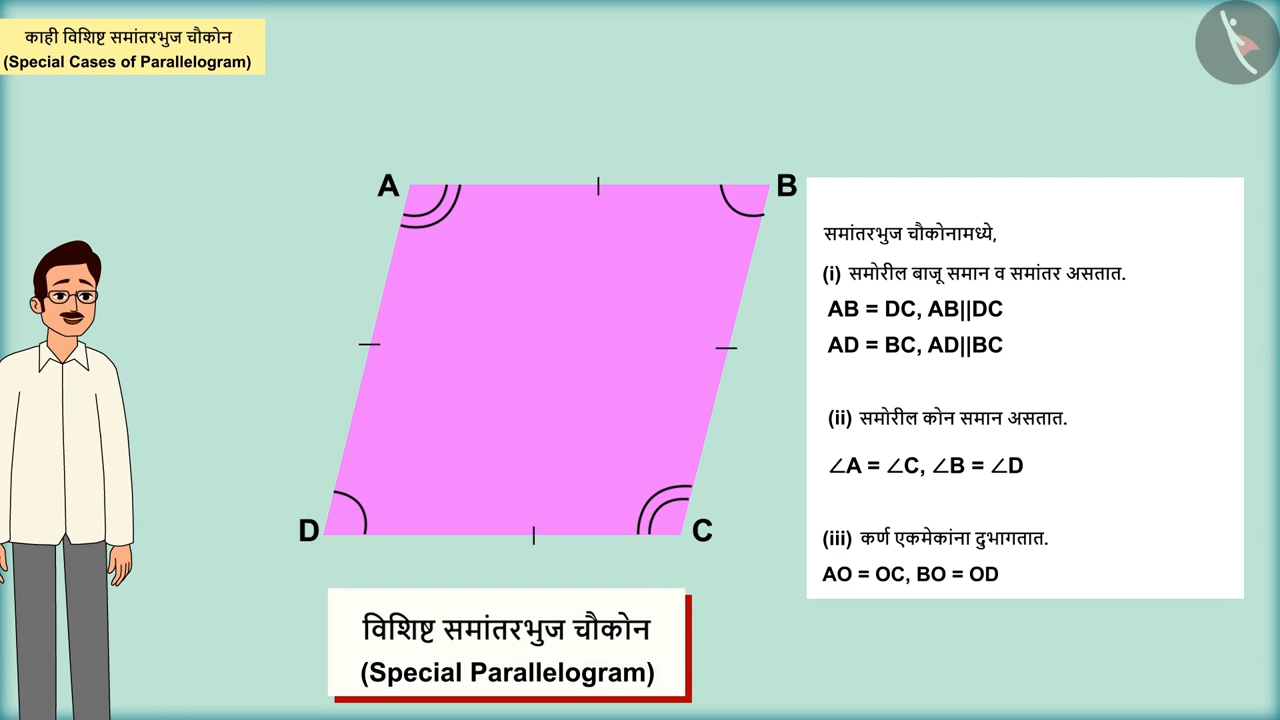 काही विशिष्ट समांतरभुज चौकोन
(Special Cases of Parallelogram)
A
B
D
C
समांतरभुज चौकोनामध्ये,
(i) समोरील बाजू समान व समांतर असतात.
AB = DC, AB||DC
AD = BC, AD||BC
(ii) समोरील कोन समान असतात.
∠A = ∠C, ∠B = ∠D
(iii) कर्ण एकमेकांना दुभागतात.
AO = OC, BO = OD
विशिष्ट समांतरभुज चौकोन
(Special Parallelogram)